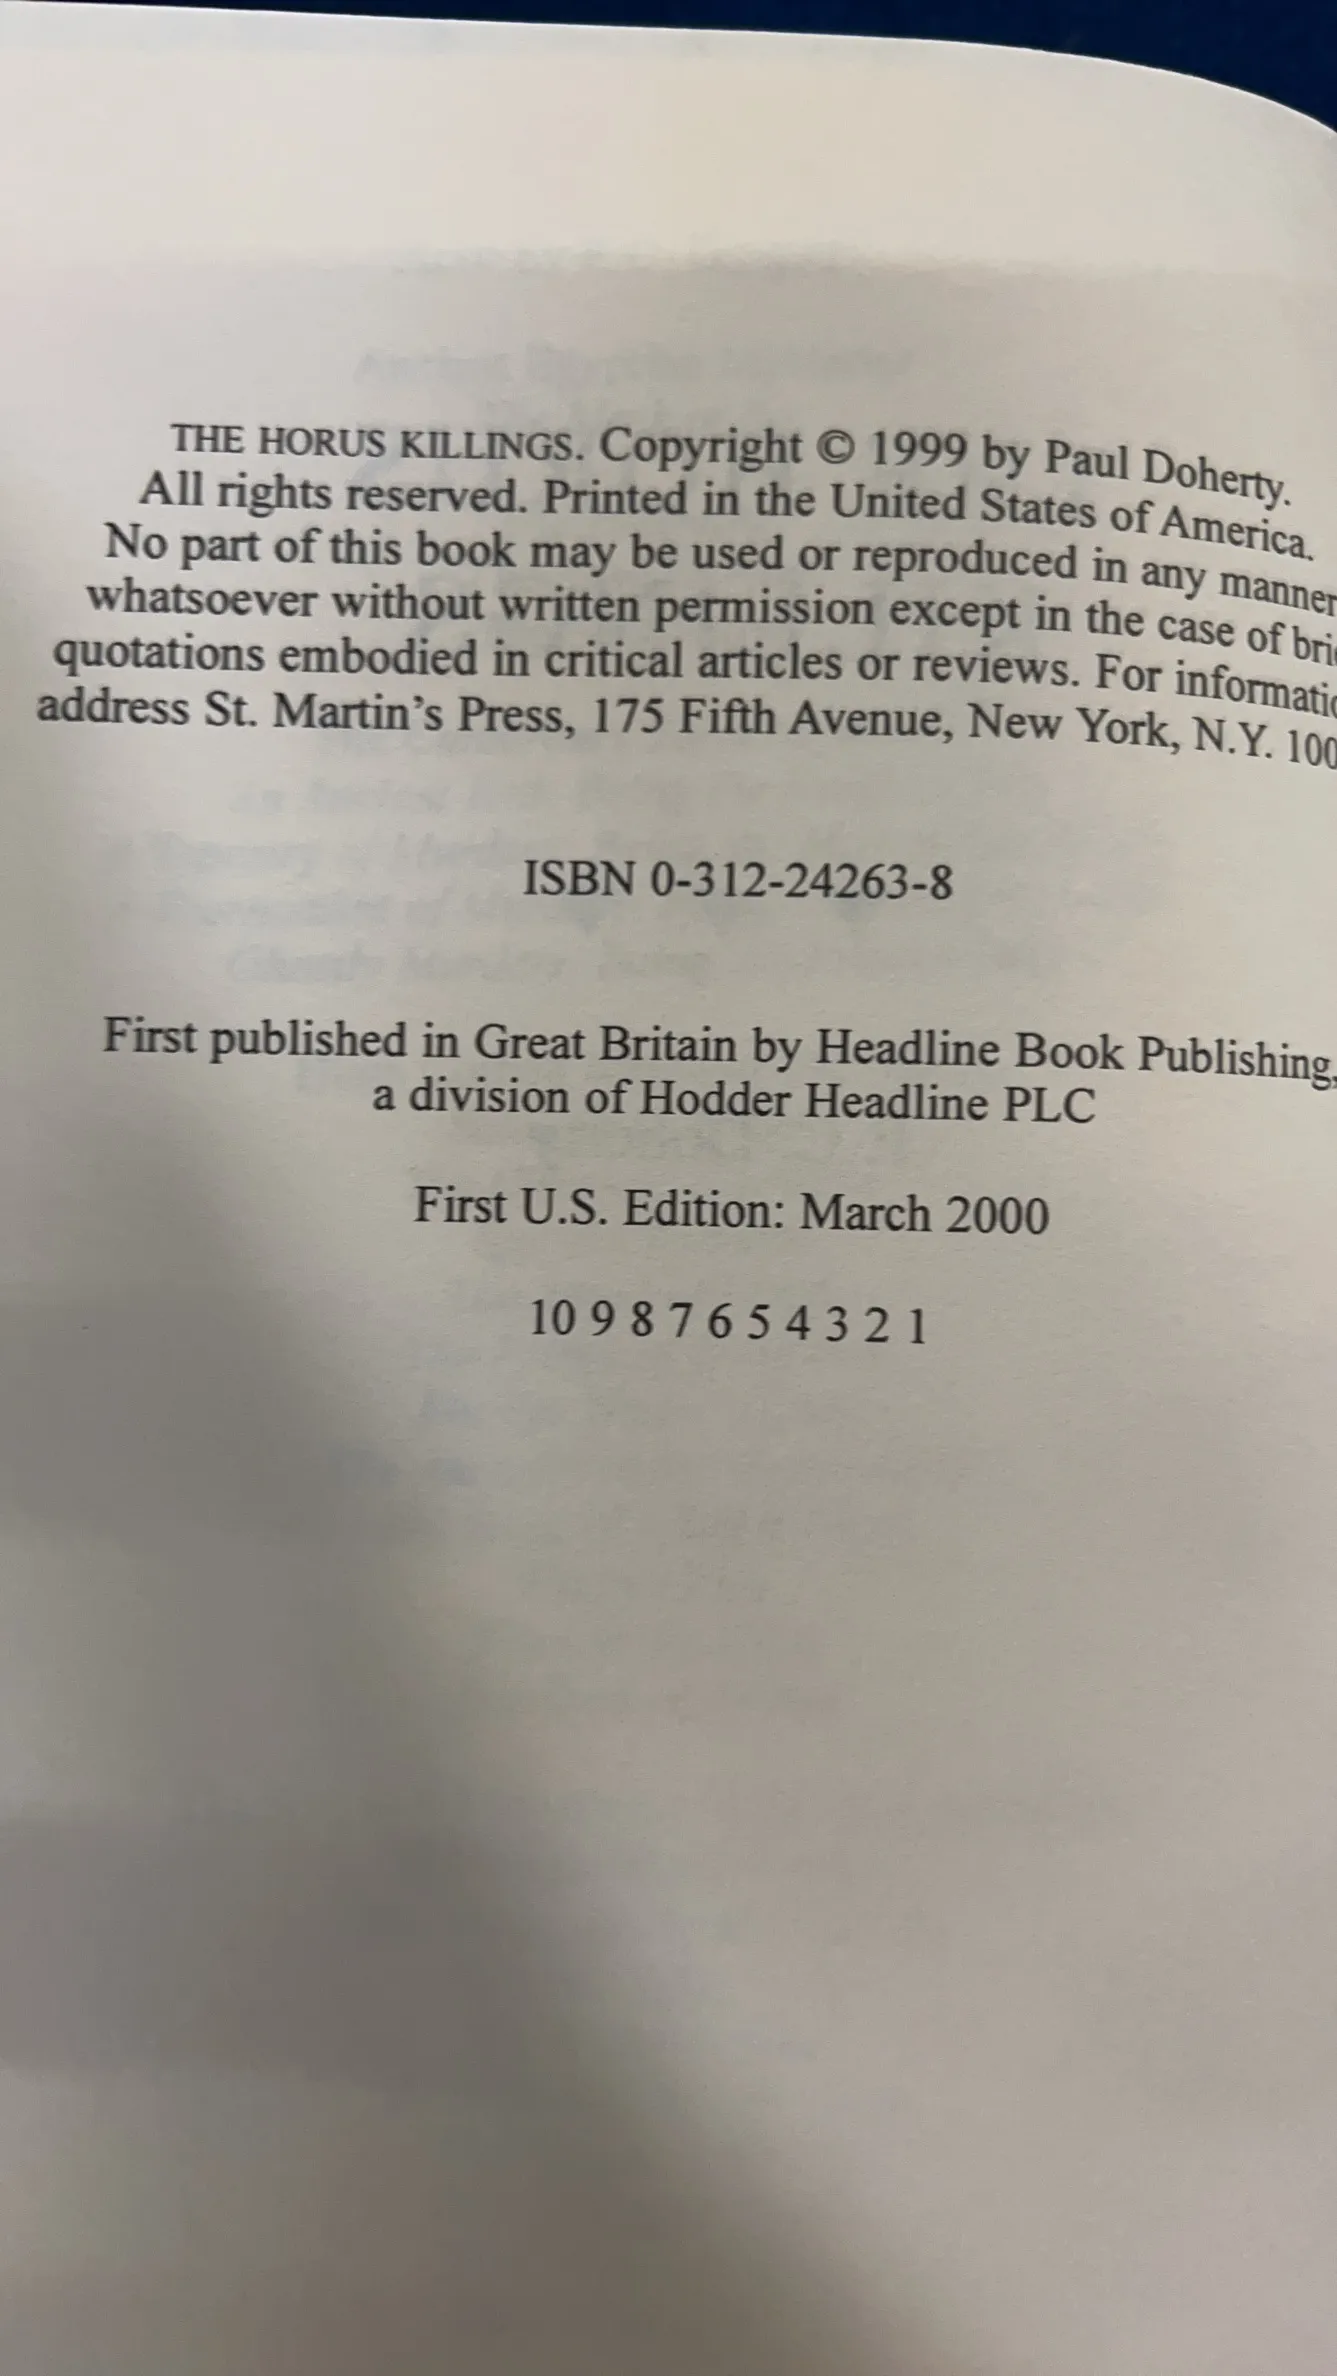 THE HORUS KILLINGS. Copyright © 1999 by Paul Doherty.
All rights reserved. Printed in the United States of America.
No part of this book may be used or reproduced in any manner
whatsoever without written permission except in the case of
quotations embodied in critical articles or reviews. For
address St. Martin's Press, 175 Fifth Avenue, New York, N.Y.
ISBN 0-312-24263-8
First published in Great Britain by Headline Book Publishing,
a division of Hodder Headline PLC
First U.S. Edition: March 2000
10 9 8 7 6 5 4 3 2 1